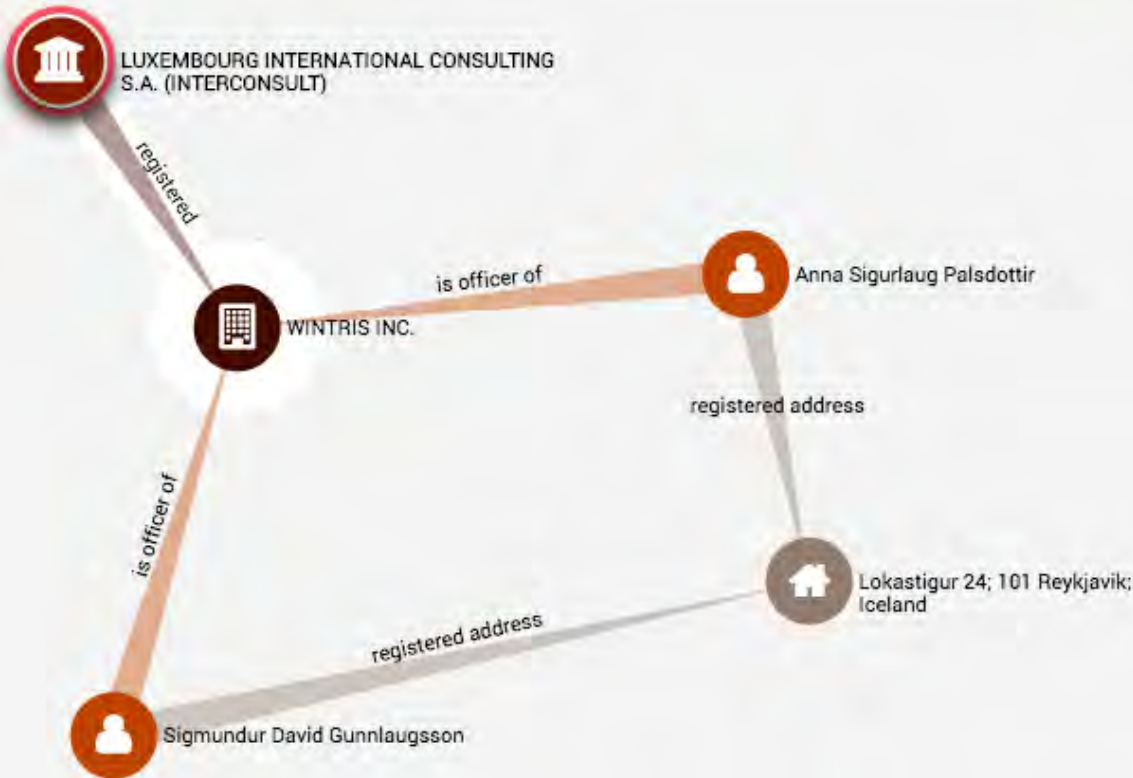 LUXEMBOURG INTERNATIONAL CONSULTING
S.A. (INTERCONSULT)
registered
is officer of
Anna Sigurlaug Palsdottir
WINTRIS INC.
registered address
is officer of
Lokastigur 24; 101 Reykjavik;
Iceland
registered address
Sigmundur David Gunnlaugsson